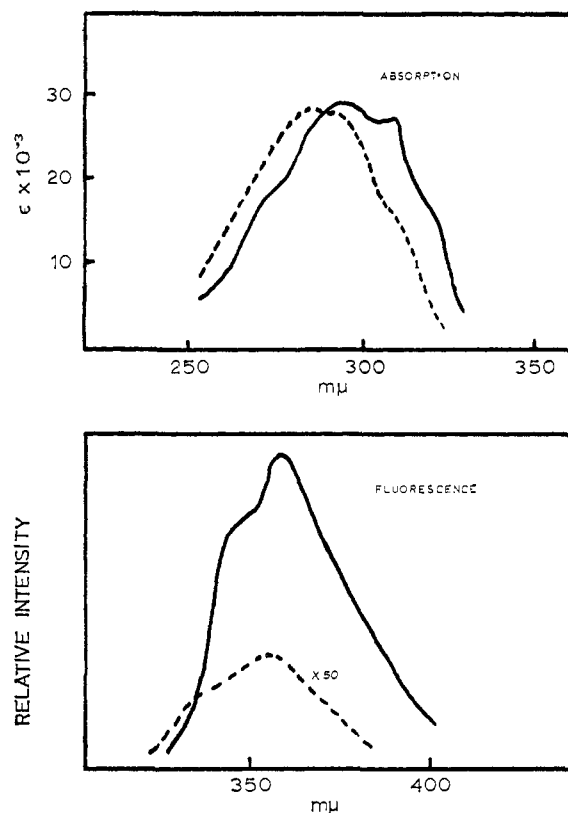 ABSORPTION
30
20
10
ϵ x 10⁻³
250
300
350
mμ
FLUORESCENCE
RELATIVE INTENSITY
X 50
350
400
mμ